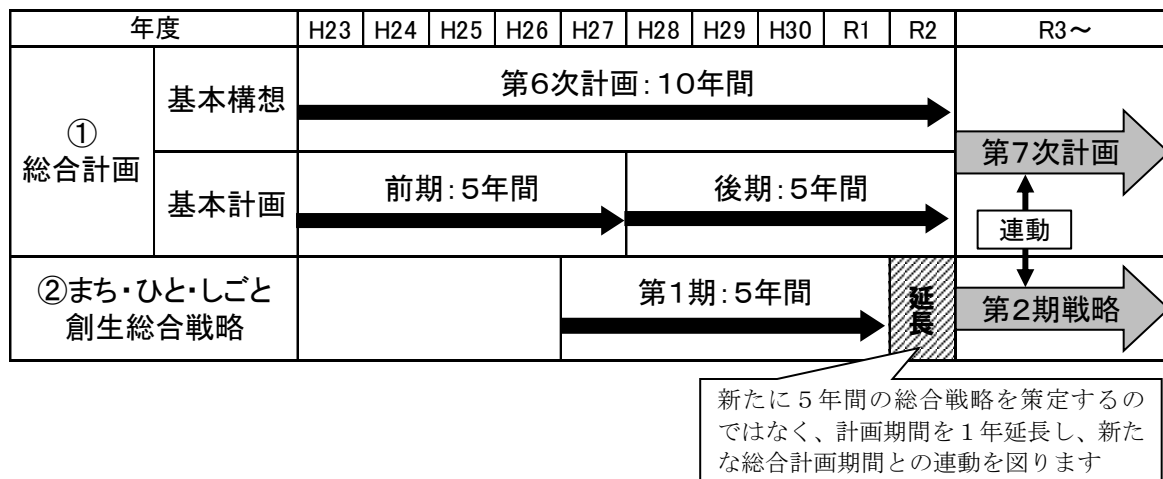 年度 H23 H24 H25 H26 H27 H28 H29 H30 R1 R2 R3～
①
総合計画
基本構想
第6次計画：10年間
第7次計画
基本計画
前期：5年間
後期：5年間
連動
②まち・ひと・しごと
創生総合戦略
第1期：5年間
延長
第2期戦略
新たに５年間の総合戦略を策定するの
ではなく、計画期間を１年延長し、新た
な総合計画期間との連動を図ります